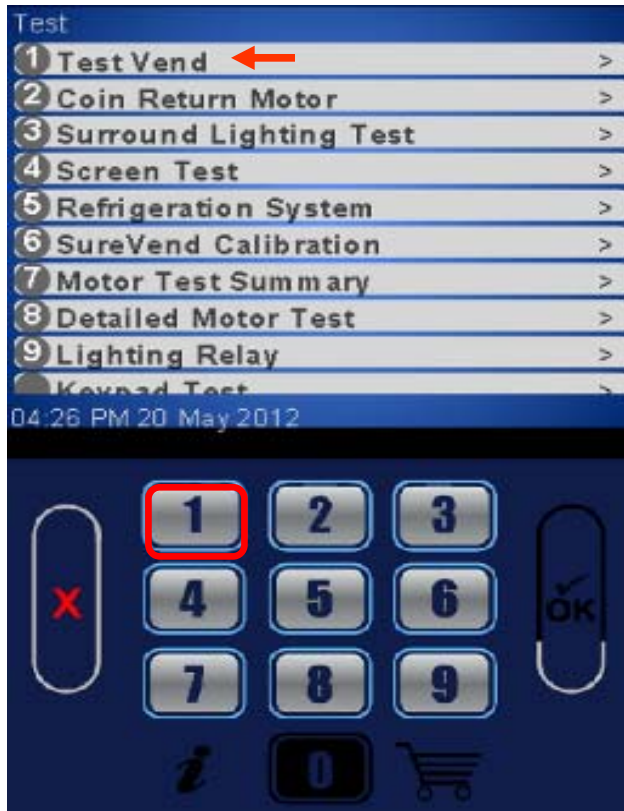 Test
1 Test Vend >
2 Coin Return Motor >
3 Surround Lighting Test >
4 Screen Test >
5 Refrigeration System >
6 SureVend Calibration >
7 Motor Test Summary >
8 Detailed Motor Test >
9 Lighting Relay >
Keypad Test >
04:26 PM 20 May 2012
1 2 3
X 4 5 6 OK
7 8 9
i 0